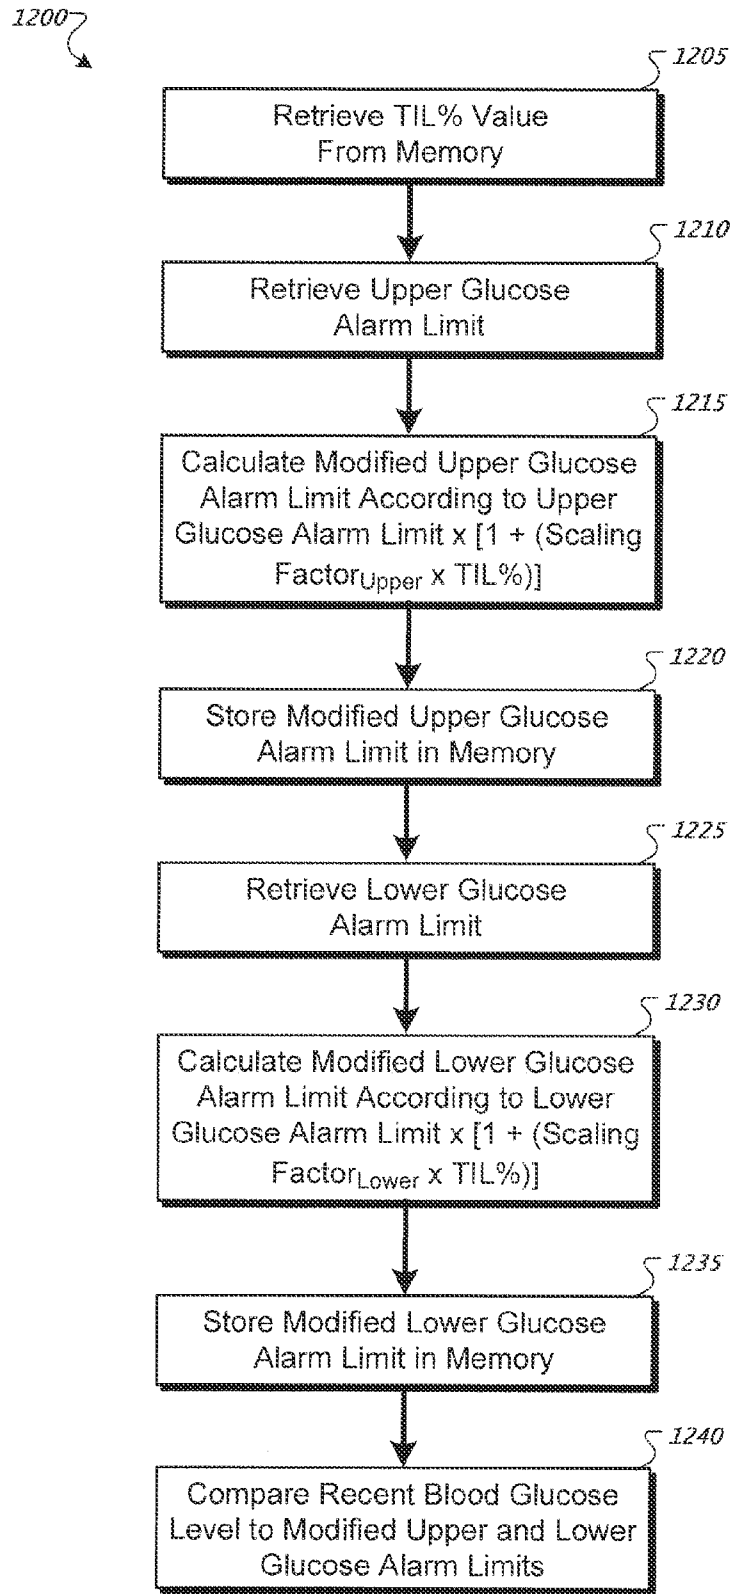 1200
1205
Retrieve TIL% Value
From Memory
1210
Retrieve Upper Glucose
Alarm Limit
1215
Calculate Modified Upper Glucose
Alarm Limit According to Upper
Glucose Alarm Limit x [1 + (Scaling
FactorUpper x TIL%)]
1220
Store Modified Upper Glucose
Alarm Limit in Memory
1225
Retrieve Lower Glucose
Alarm Limit
1230
Calculate Modified Lower Glucose
Alarm Limit According to Lower
Glucose Alarm Limit x [1 + (Scaling
FactorLower x TIL%)]
1235
Store Modified Lower Glucose
Alarm Limit in Memory
1240
Compare Recent Blood Glucose
Level to Modified Upper and Lower
Glucose Alarm Limits